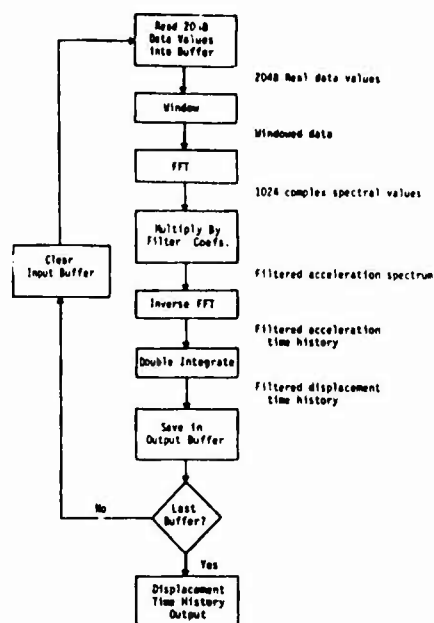 Read 2048
Data Values
into Buffer
2048 Real data values
Window
Windowed data
FFT
1024 complex spectral values
Multiply By
Filter Coefs.
Clear
Input Buffer
Filtered acceleration spectrum
Inverse FFT
Filtered acceleration
time history
Double Integrate
Filtered displacement
time history
Save in
Output Buffer
No
Last
Buffer?
Yes
Displacement
Time History
Output